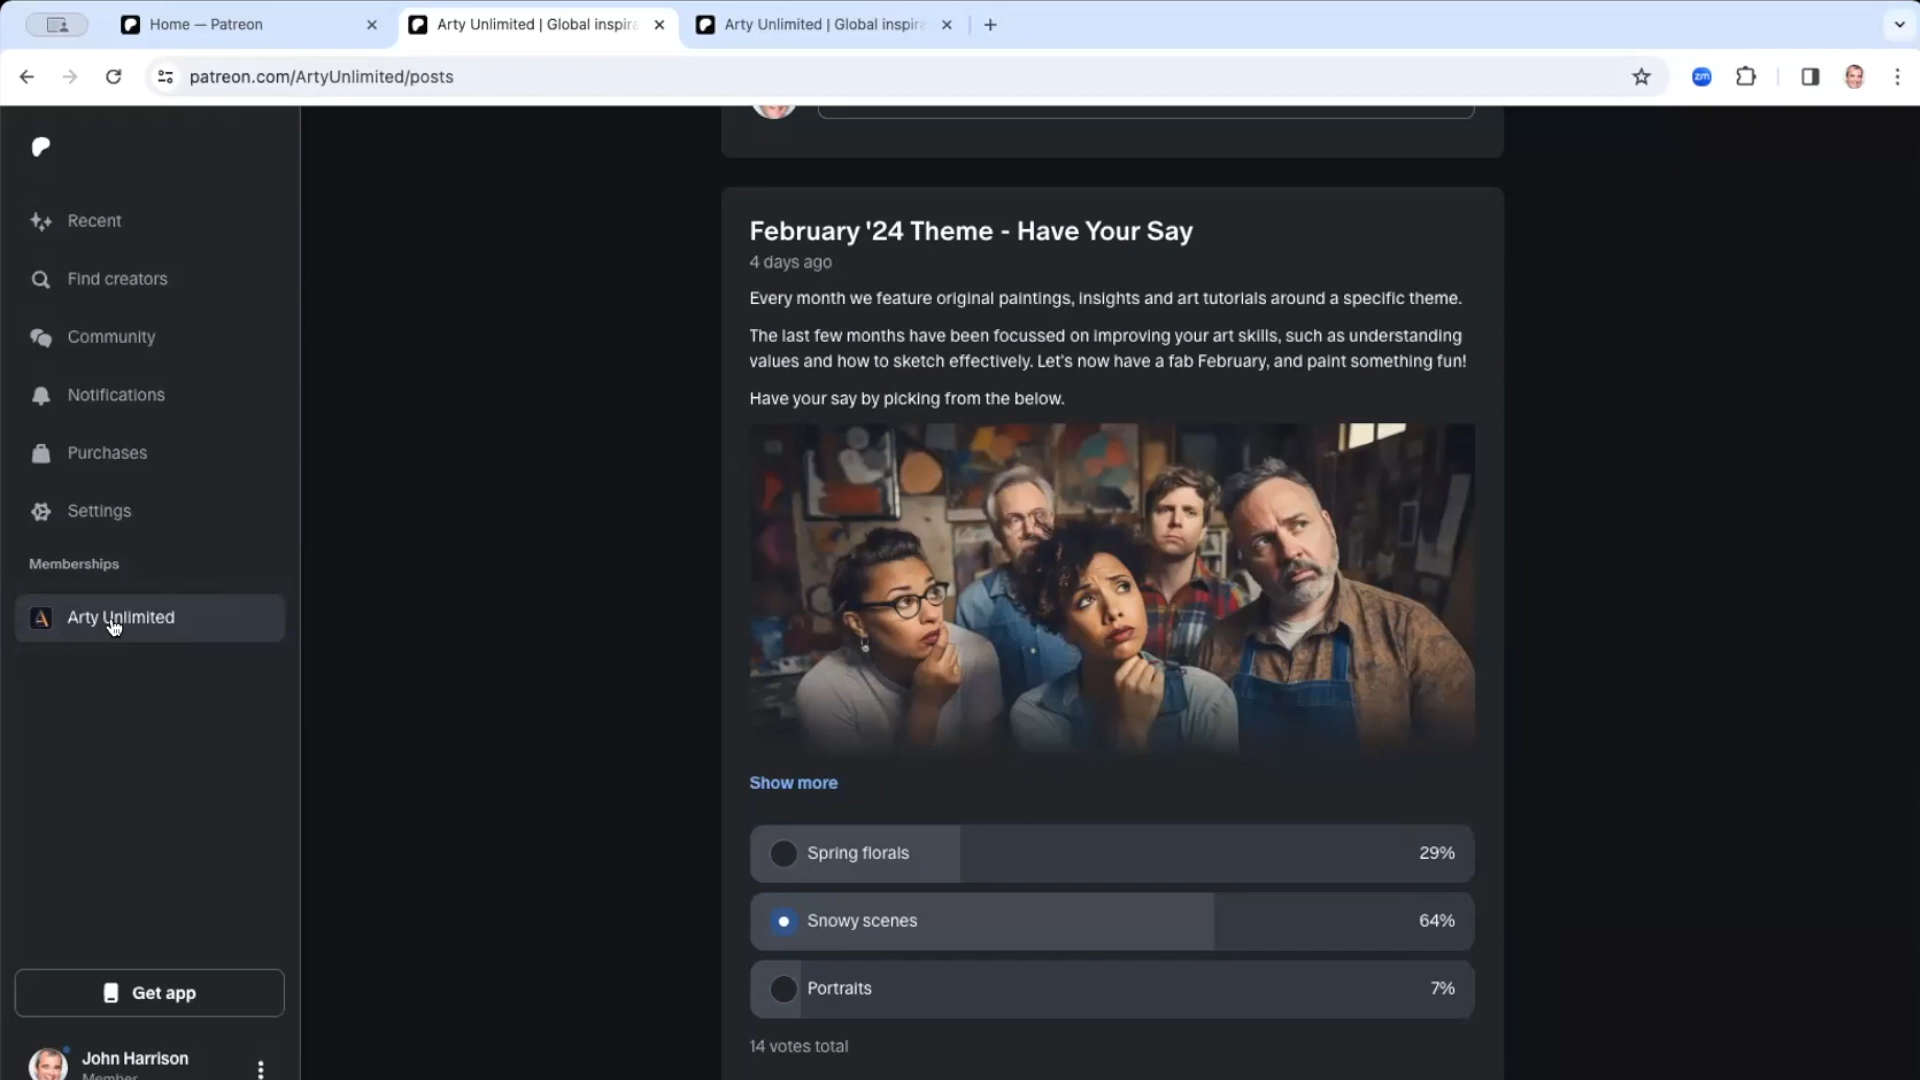 Home — Patreon
Arty Unlimited | Global inspira
Arty Unlimited | Global inspira
patreon.com/ArtyUnlimited/posts
zm
Recent
Find creators
Community
Notifications
Purchases
Settings
Memberships
Arty Unlimited
Get app
John Harrison
Member
February '24 Theme - Have Your Say
4 days ago
Every month we feature original paintings, insights and art tutorials around a specific theme.
The last few months have been focussed on improving your art skills, such as understanding
values and how to sketch effectively. Let's now have a fab February, and paint something fun!
Have your say by picking from the below.
Show more
Spring florals 29%
Snowy scenes 64%
Portraits 7%
14 votes total